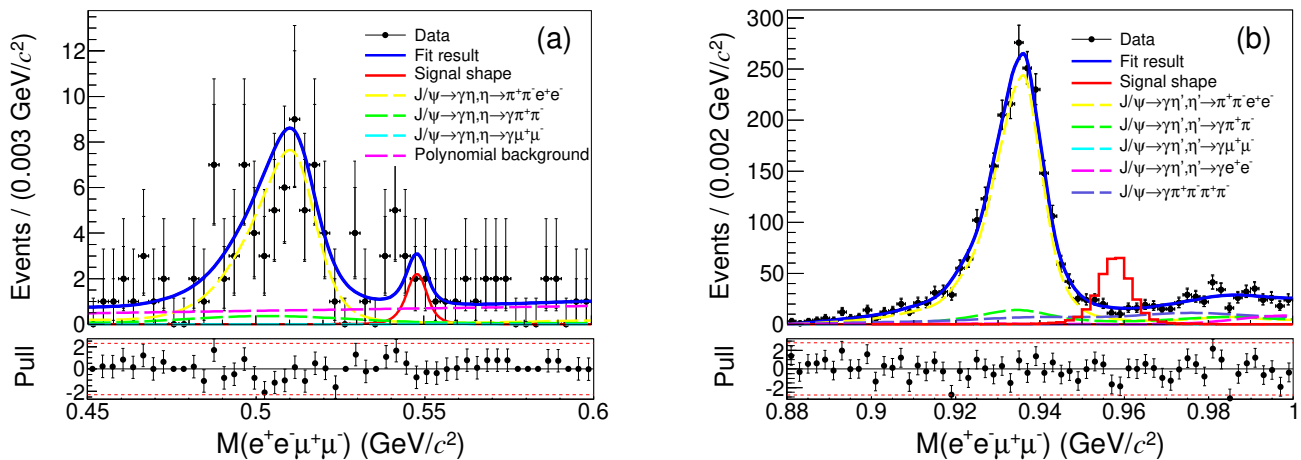 (a)
Events / (0.003 GeV/c²)
12
10
8
6
4
2
0
Data
Fit result
Signal shape
J/ψ→γη,η→π⁺π⁻e⁺e⁻
J/ψ→γη,η→γπ⁺π⁻
J/ψ→γη,η→γμ⁺μ⁻
Polynomial background
Pull
2
0
-2
0.45 0.5 0.55 0.6
M(e⁺e⁻μ⁺μ⁻) (GeV/c²)
(b)
Events / (0.002 GeV/c²)
300
250
200
150
100
50
0
Data
Fit result
Signal shape
J/ψ→γη',η'→π⁺π⁻e⁺e⁻
J/ψ→γη',η'→γπ⁺π⁻
J/ψ→γη',η'→γμ⁺μ⁻
J/ψ→γη',η'→γe⁺e⁻
J/ψ→γπ⁺π⁻π⁺π⁻
Pull
2
0
-2
0.88 0.9 0.92 0.94 0.96 0.98 1
M(e⁺e⁻μ⁺μ⁻) (GeV/c²)